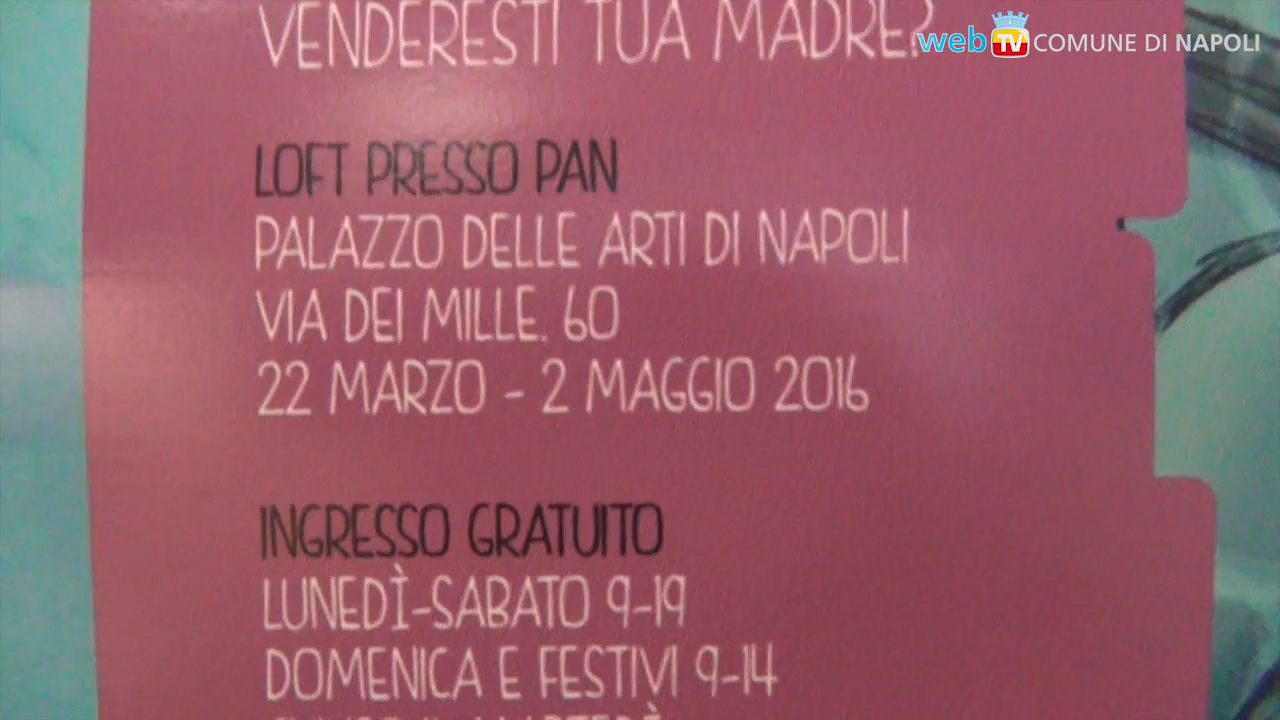 VENDERESTI TUA MADRE?
web TV COMUNE DI NAPOLI
LOFT PRESSO PAN
PALAZZO DELLE ARTI DI NAPOLI
VIA DEI MILLE. 60
22 MARZO - 2 MAGGIO 2016
INGRESSO GRATUITO
LUNEDÌ-SABATO 9-19
DOMENICA E FESTIVI 9-14